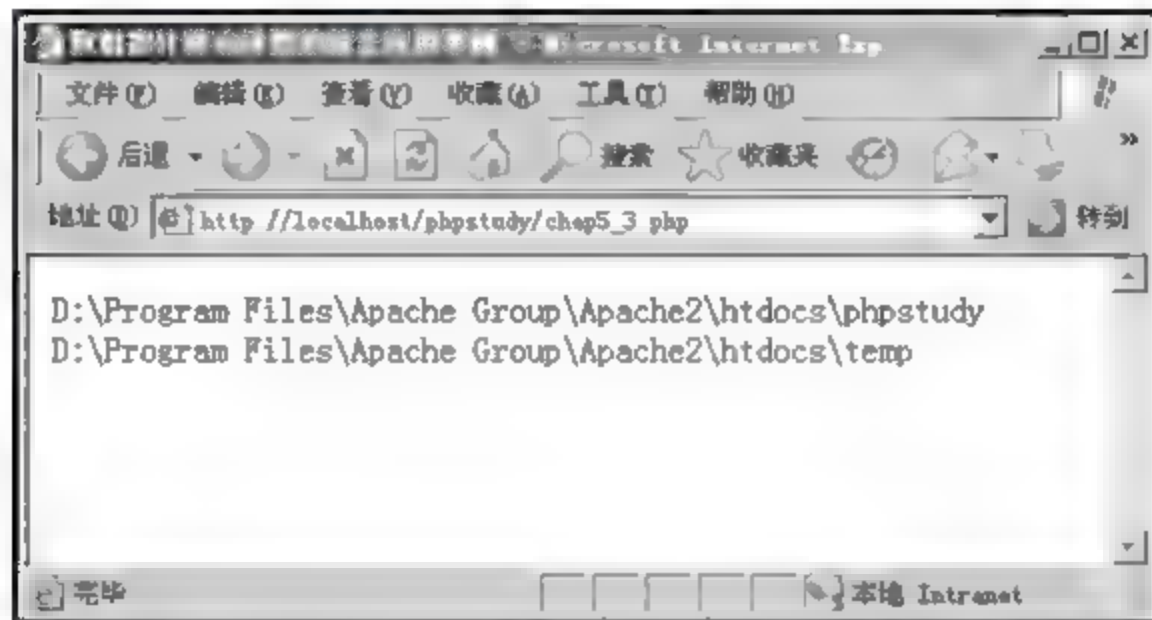 Microsoft Internet Exp
文件(F) 编辑(E) 查看(V) 收藏(A) 工具(T) 帮助(H)
后退 搜索 收藏夹 »
地址(D) http //localhost/phpstudy/chap5_3 php 转到
D:\Program Files\Apache Group\Apache2\htdocs\phpstudy
D:\Program Files\Apache Group\Apache2\htdocs\temp
完毕 本地 Intranet